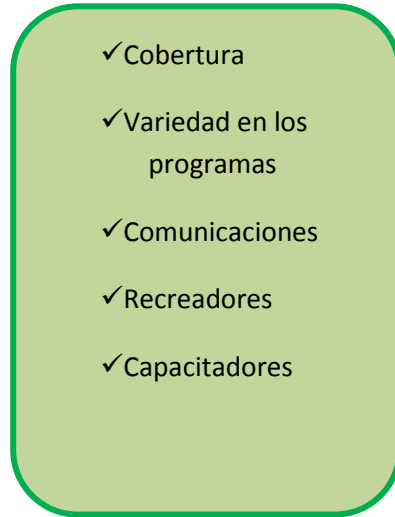 ✓Cobertura
✓Variedad en los
programas
✓Comunicaciones
✓Recreadores
✓Capacitadores